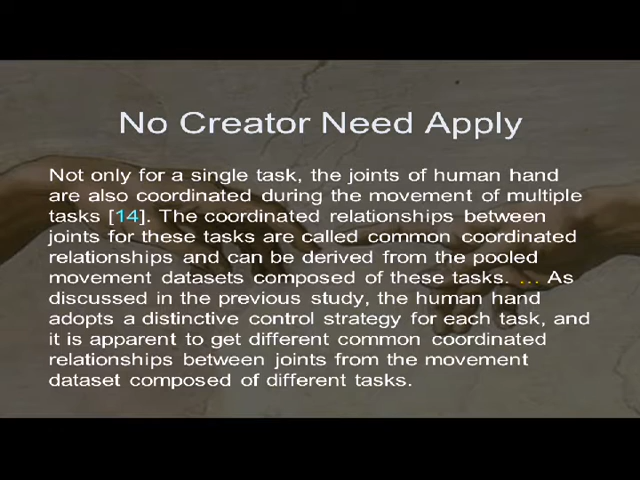 No Creator Need Apply
Not only for a single task, the joints of human hand
are also coordinated during the movement of multiple
tasks [14]. The coordinated relationships between
joints for these tasks are called common coordinated
relationships and can be derived from the pooled
movement datasets composed of these tasks. ... As
discussed in the previous study, the human hand
adopts a distinctive control strategy for each task, and
it is apparent to get different common coordinated
relationships between joints from the movement
dataset composed of different tasks.